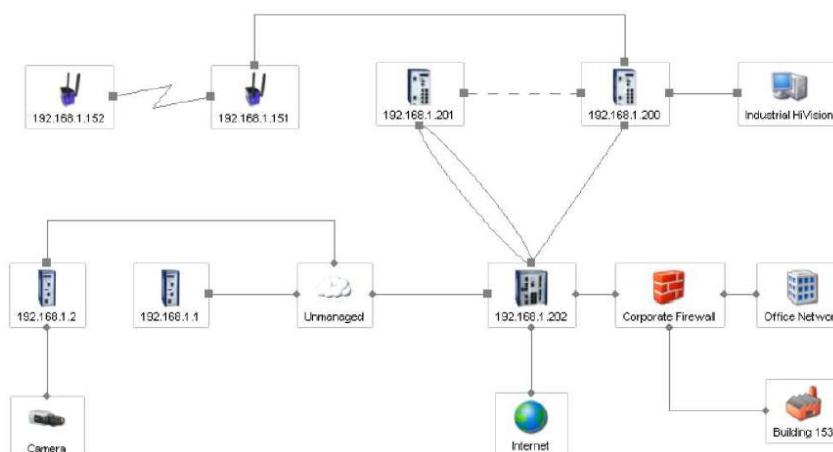 192.168.1.152
192.168.1.151
192.168.1.201
192.168.1.200
Industrial HiVision
192.168.1.2
192.168.1.1
Unmanaged
192.168.1.202
Corporate Firewall
Office Network
Camera
Internet
Building 153